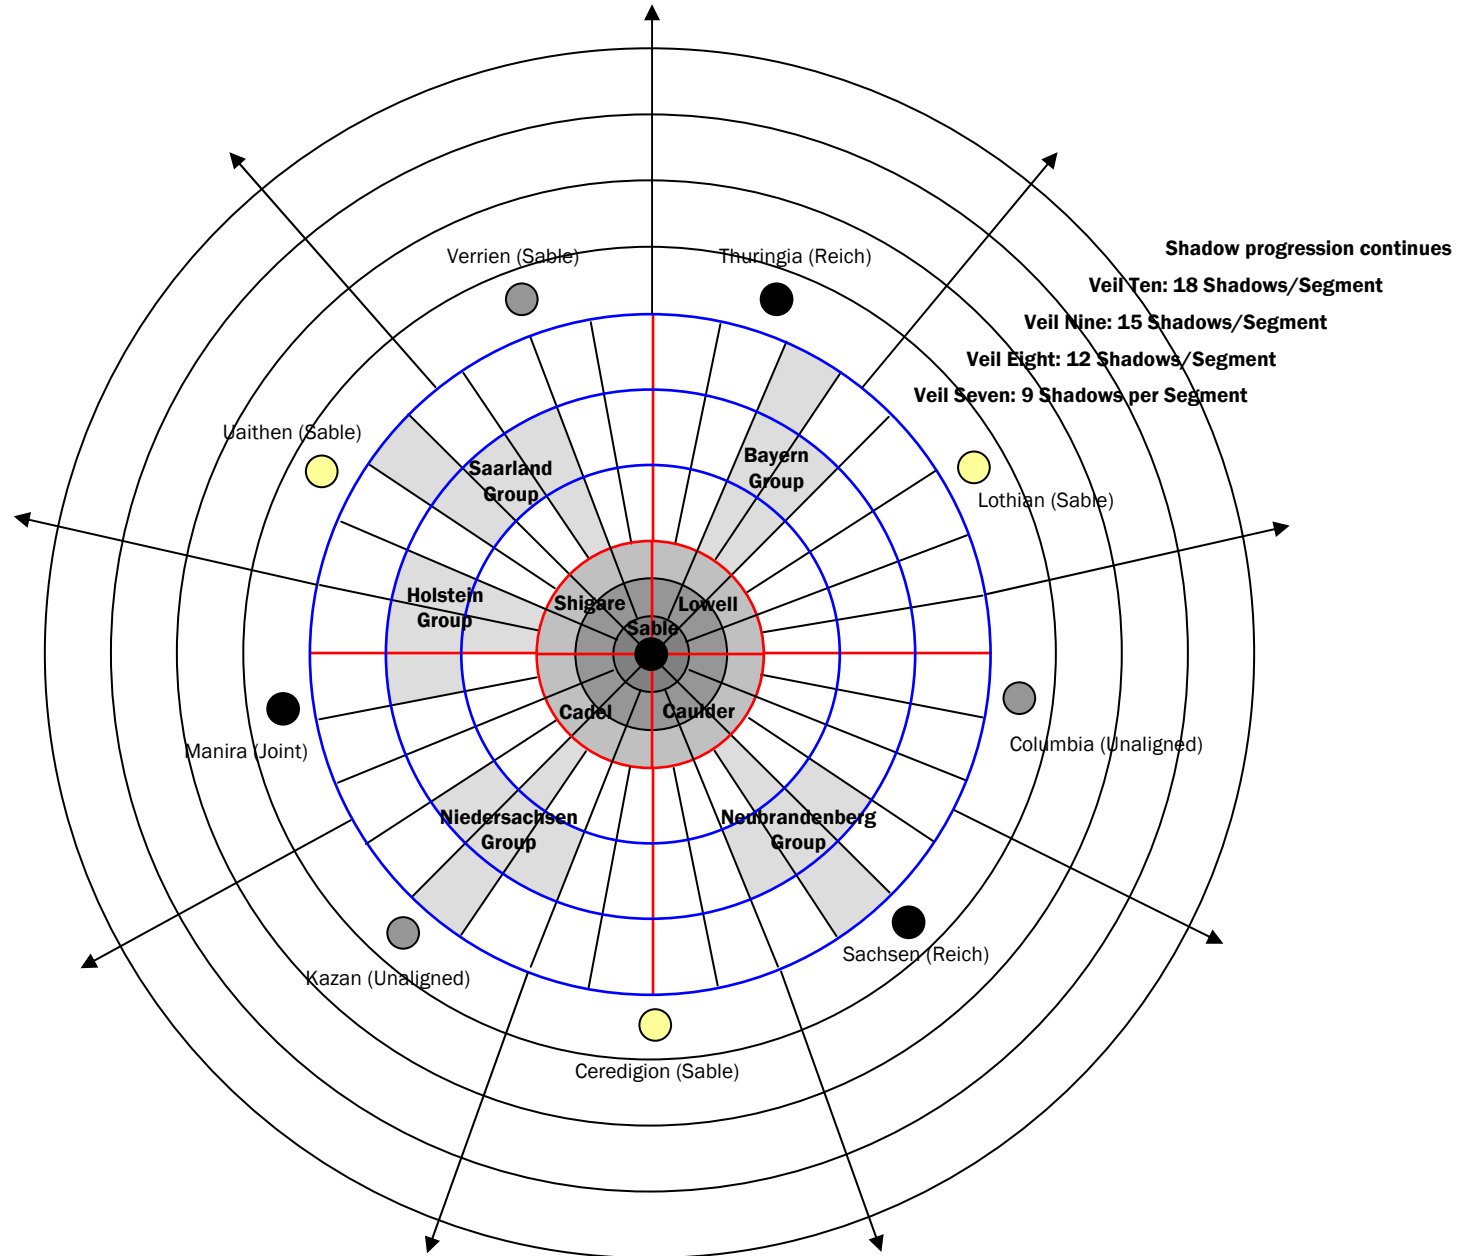 Shadow progression continues
Verrien (Sable)
Thuringia (Reich)
Veil Ten: 18 Shadows/Segment
Veil Nine: 15 Shadows/Segment
Veil Eight: 12 Shadows/Segment
Veil Seven: 9 Shadows per Segment
Uaithen (Sable)
Saarland
Group
Bayern
Group
Lothian (Sable)
Holstein
Group
Shigare
Lowell
Sable
Cadel
Caulder
Manira (Joint)
Columbia (Unaligned)
Niedersachsen
Group
Neubrandenberg
Group
Sachsen (Reich)
Kazan (Unaligned)
Ceredigion (Sable)